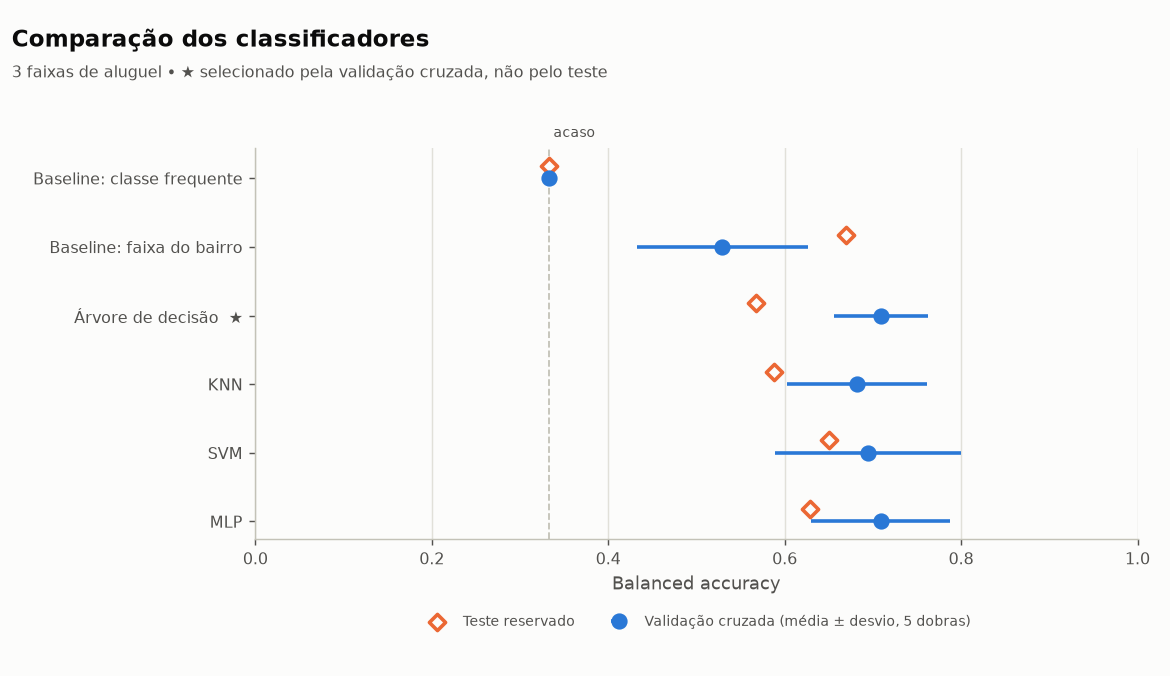 Comparação dos classificadores
3 faixas de aluguel • ★ selecionado pela validação cruzada, não pelo teste
acaso
Baseline: classe frequente
Baseline: faixa do bairro
Árvore de decisão ★
KNN
SVM
MLP
0.0 0.2 0.4 0.6 0.8 1.0
Balanced accuracy
Teste reservado Validação cruzada (média ± desvio, 5 dobras)